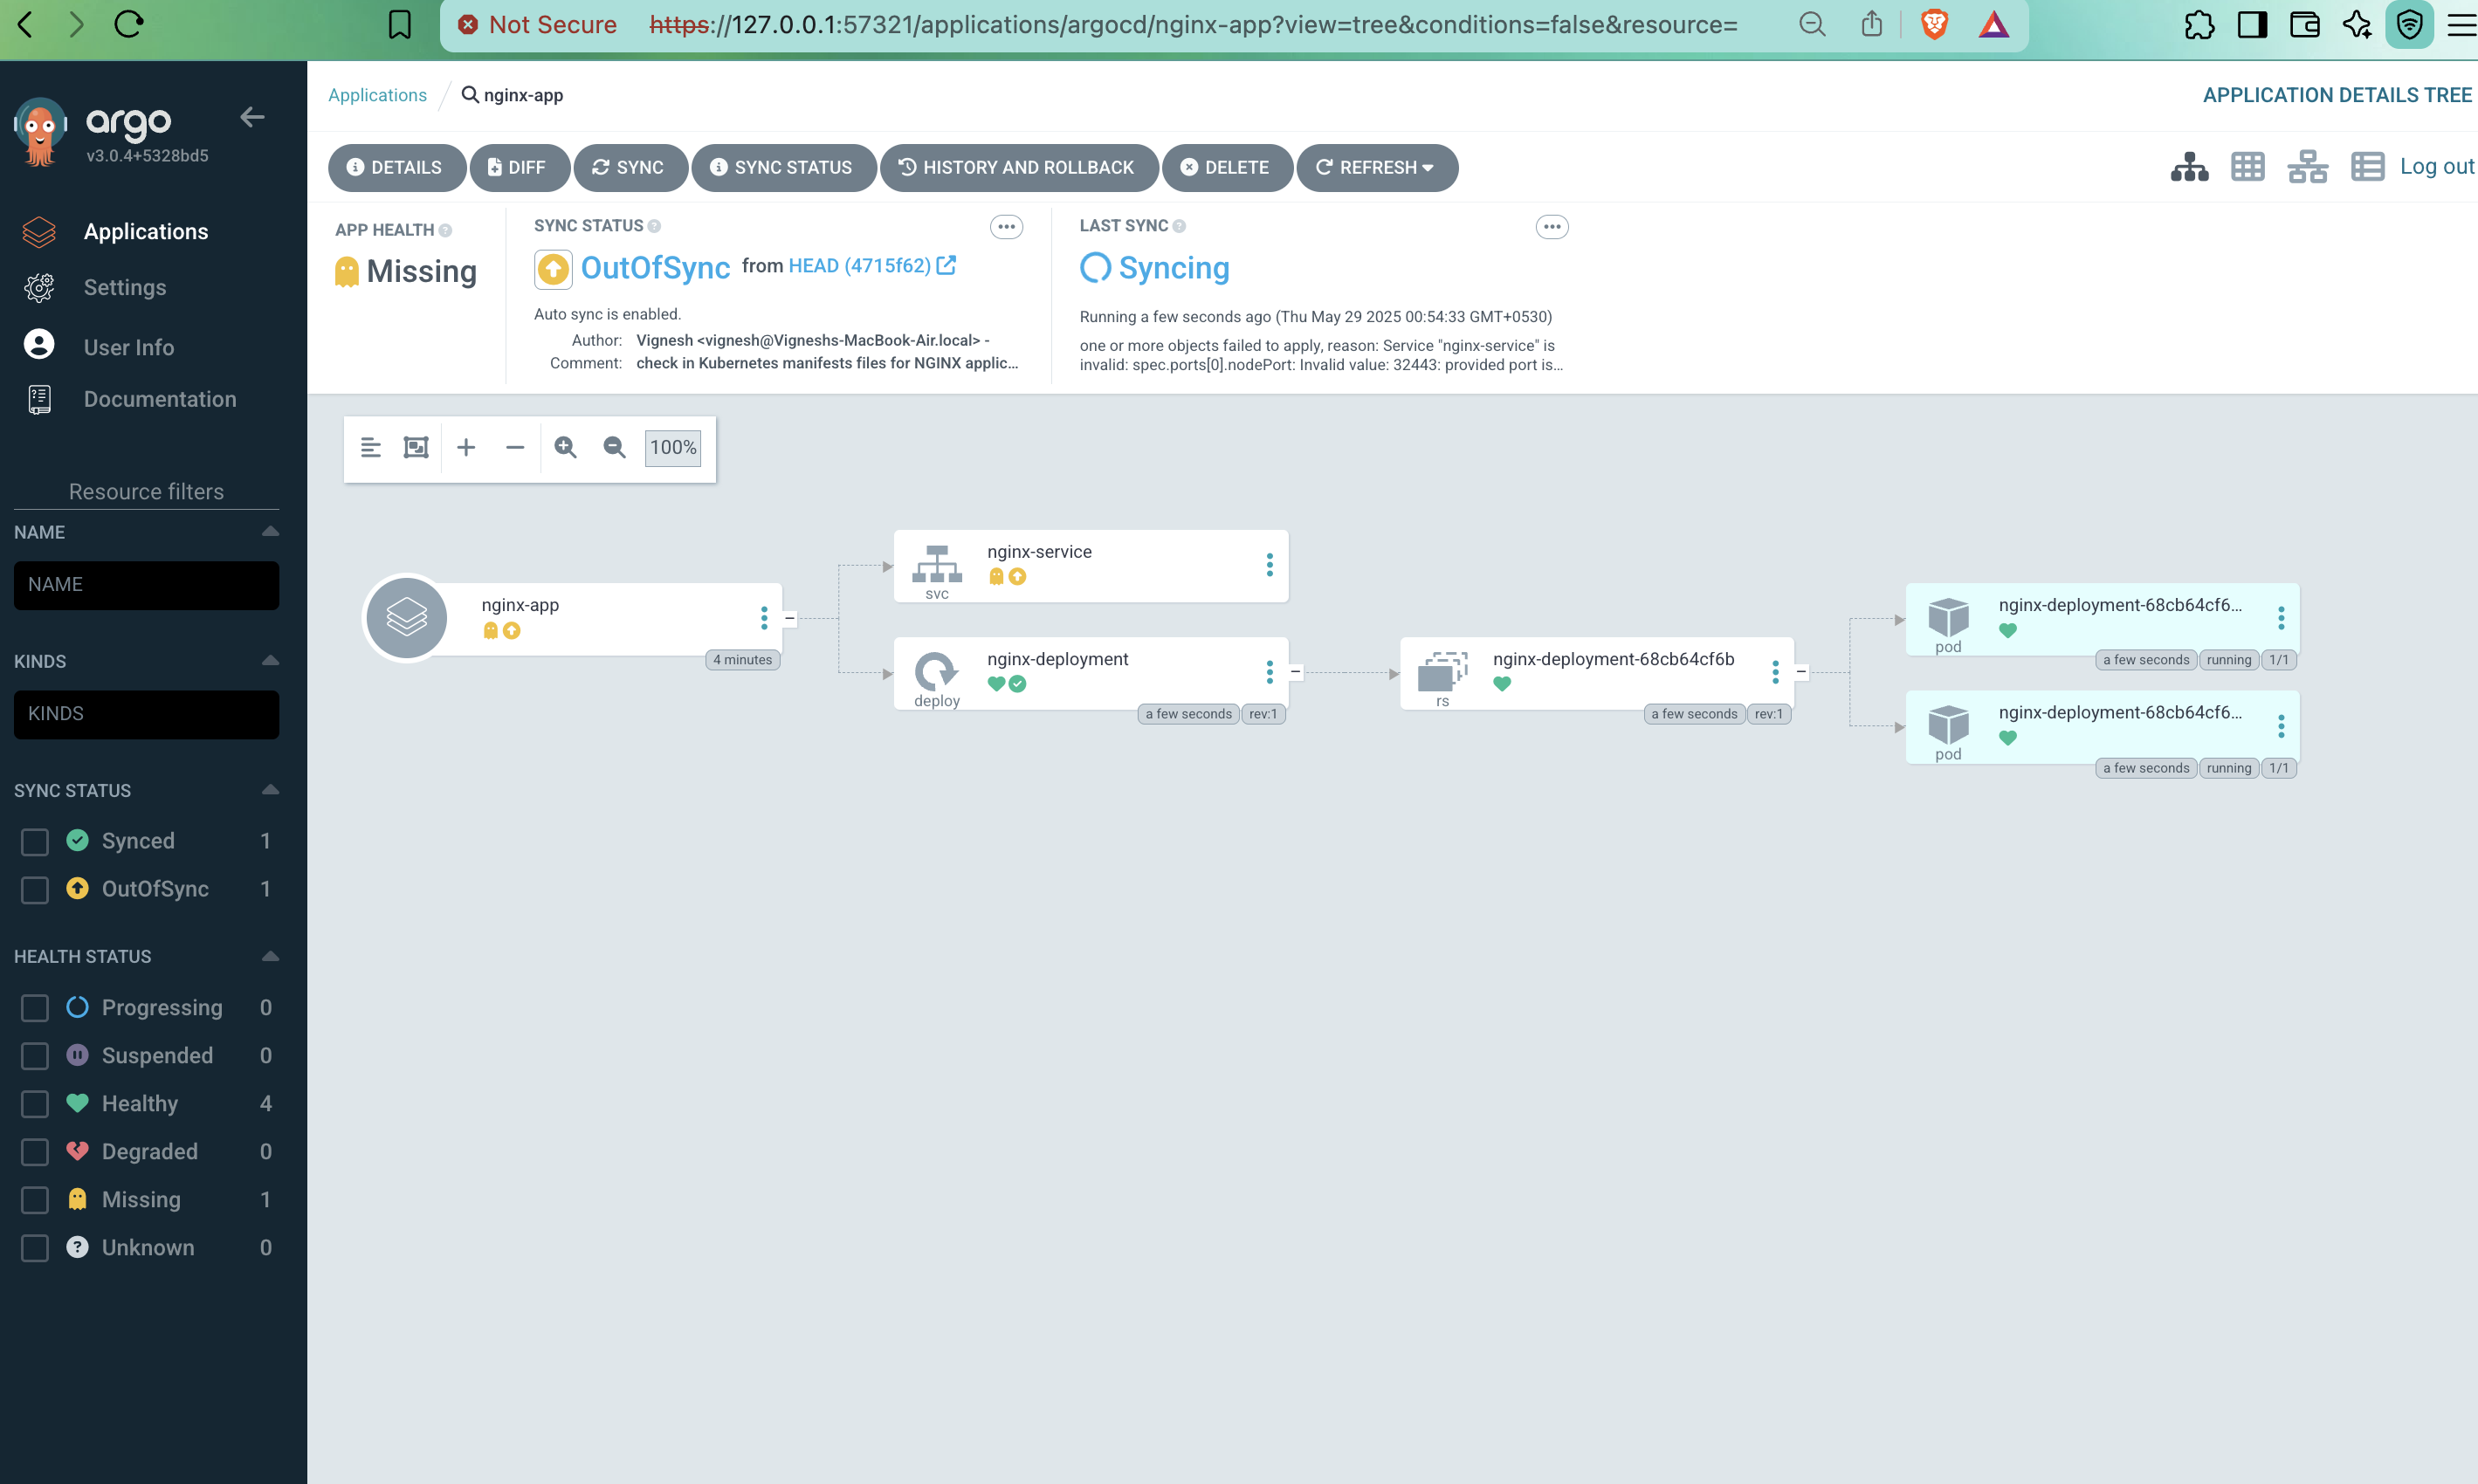 Not Secure https://127.0.0.1:57321/applications/argocd/nginx-app?view=tree&conditions=false&resource=
argo
v3.0.4+5328bd5
Applications
Settings
User Info
Documentation
Resource filters
NAME
NAME
KINDS
KINDS
SYNC STATUS
Synced 1
OutOfSync 1
HEALTH STATUS
Progressing 0
Suspended 0
Healthy 4
Degraded 0
Missing 1
Unknown 0
Applications / nginx-app
APPLICATION DETAILS TREE
DETAILS DIFF SYNC SYNC STATUS HISTORY AND ROLLBACK DELETE REFRESH
Log out
APP HEALTH
Missing
SYNC STATUS
OutOfSync from HEAD (4715f62)
Auto sync is enabled.
Author: Vignesh <vignesh@Vigneshs-MacBook-Air.local> -
Comment: check in Kubernetes manifests files for NGINX applic...
LAST SYNC
Syncing
Running a few seconds ago (Thu May 29 2025 00:54:33 GMT+0530)
one or more objects failed to apply, reason: Service "nginx-service" is
invalid: spec.ports[0].nodePort: Invalid value: 32443: provided port is...
100%
nginx-app
4 minutes
nginx-service
svc
nginx-deployment
deploy
a few seconds rev:1
nginx-deployment-68cb64cf6b
rs
a few seconds rev:1
nginx-deployment-68cb64cf6...
pod
a few seconds running 1/1
nginx-deployment-68cb64cf6...
pod
a few seconds running 1/1